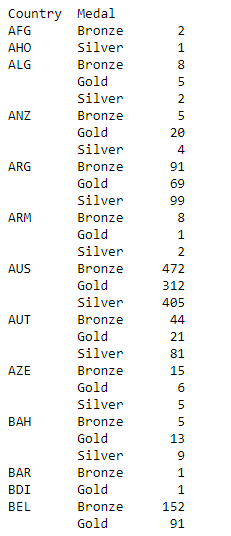 Country  Medal
AFG      Bronze       2
AHO      Silver       1
ALG      Bronze       8
         Gold         5
         Silver       2
ANZ      Bronze       5
         Gold        20
         Silver       4
ARG      Bronze      91
         Gold        69
         Silver      99
ARM      Bronze       8
         Gold         1
         Silver       2
AUS      Bronze     472
         Gold       312
         Silver     405
AUT      Bronze      44
         Gold        21
         Silver      81
AZE      Bronze      15
         Gold         6
         Silver       5
BAH      Bronze       5
         Gold        13
         Silver       9
BAR      Bronze       1
BDI      Gold         1
BEL      Bronze     152
         Gold        91